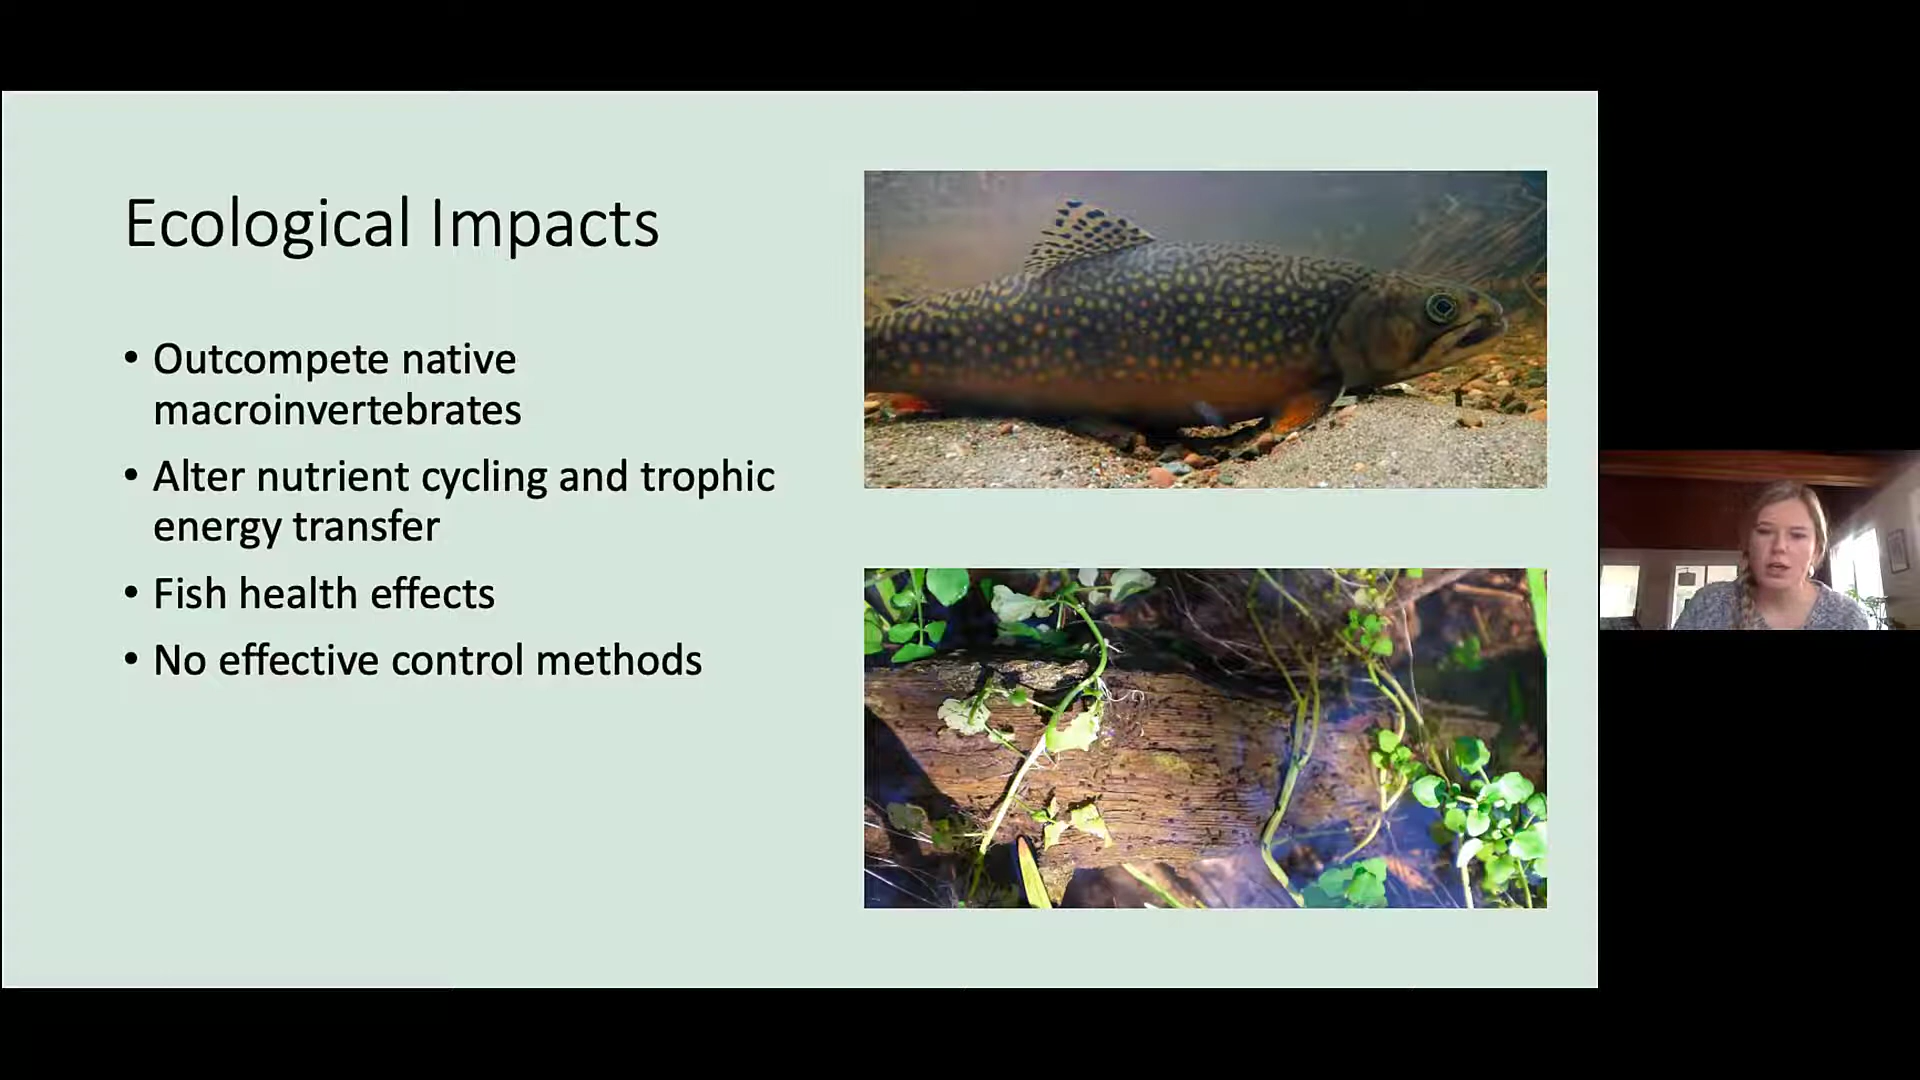 Ecological Impacts
• Outcompete native
macroinvertebrates
• Alter nutrient cycling and trophic
energy transfer
• Fish health effects
• No effective control methods